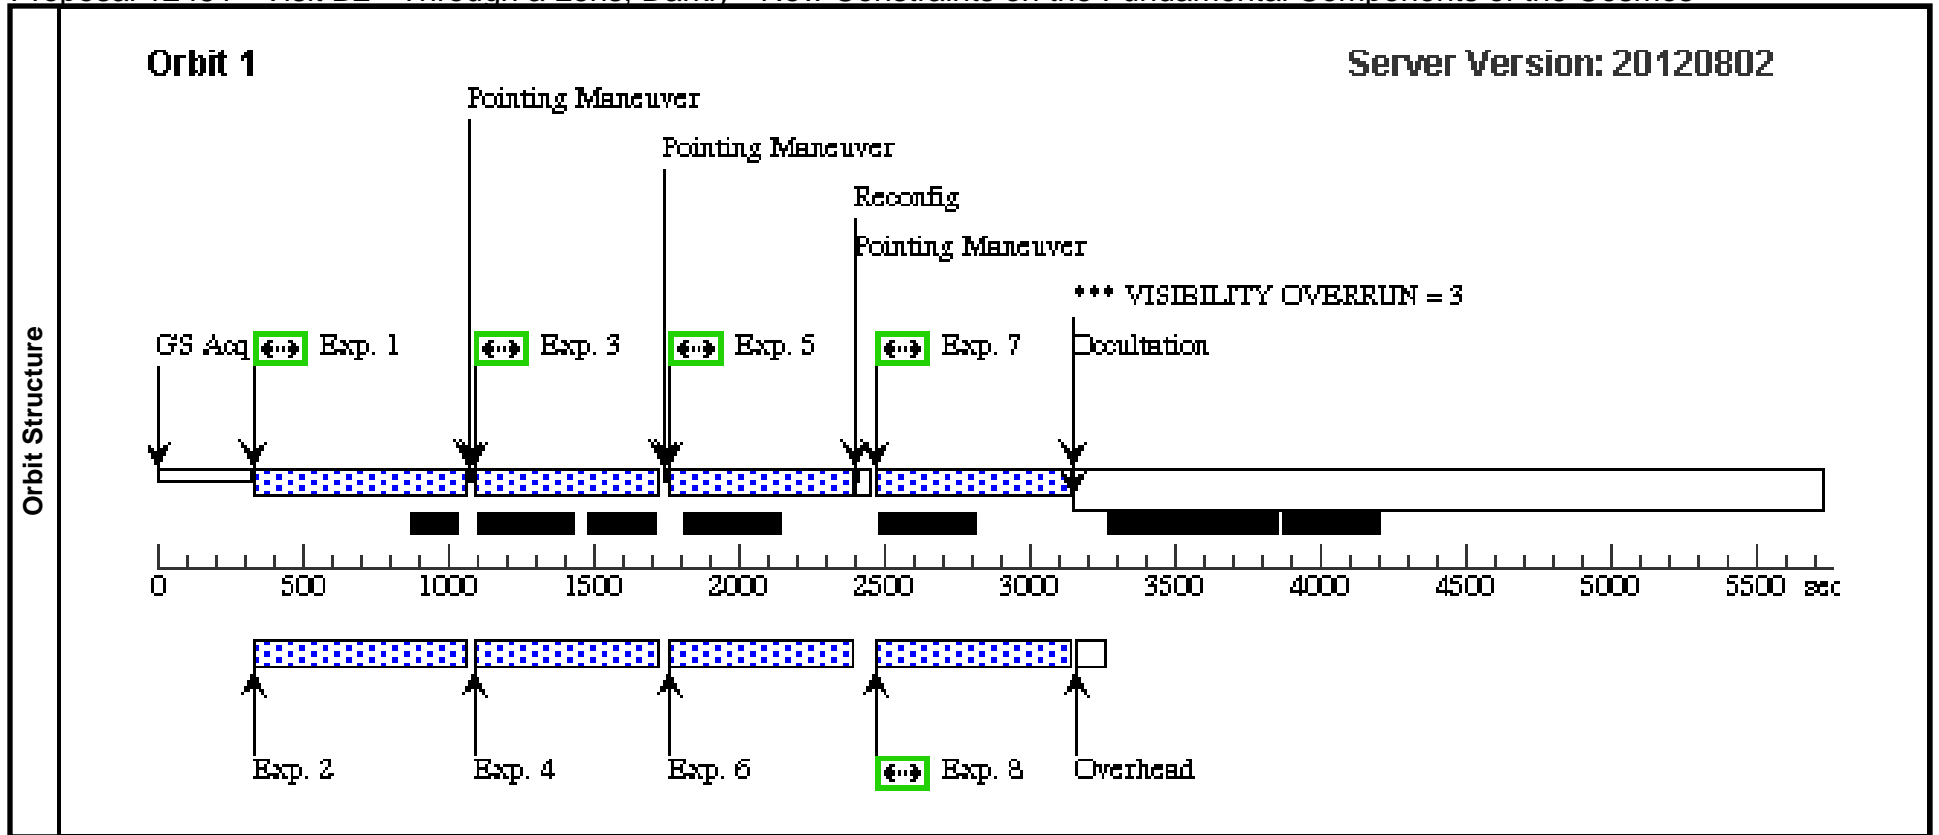 Orbit 1
Server Version: 20120802
Pointing Maneuver
Pointing Maneuver
Reconfig
Pointing Maneuver
*** VISIBILITY OVERRUN = 3
GS Acq
Exp. 1
Exp. 3
Exp. 5
Exp. 7
Occultation
Orbit Structure
0 500 1000 1500 2000 2500 3000 3500 4000 4500 5000 5500 sec
Exp. 2
Exp. 4
Exp. 6
Exp. 8
Overhead